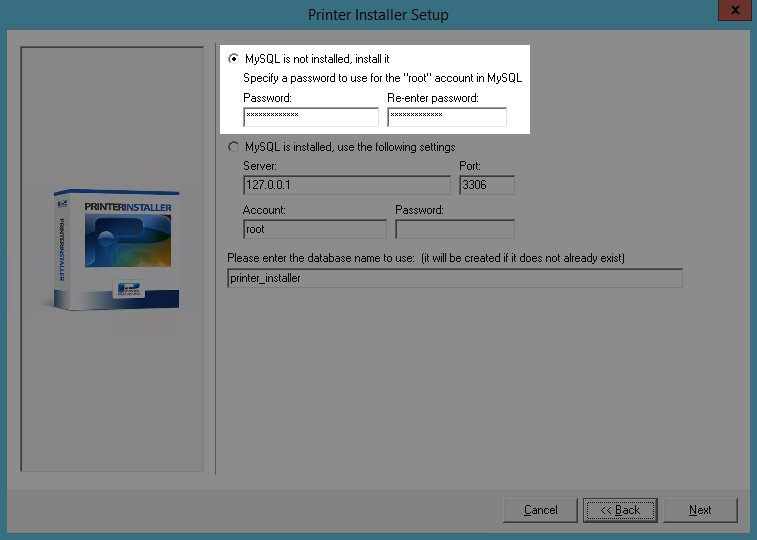 Printer Installer Setup
x
MySQL is not installed, install it
Specify a password to use for the "root" account in MySQL
Password: Re-enter password:
************* *************
MySQL is installed, use the following settings
Server: Port:
127.0.0.1 3306
Account: Password:
root
Please enter the database name to use: (it will be created if it does not already exist)
printer_installer
PRINTERINSTALLER
PRINTERINSTALLER
Cancel << Back Next